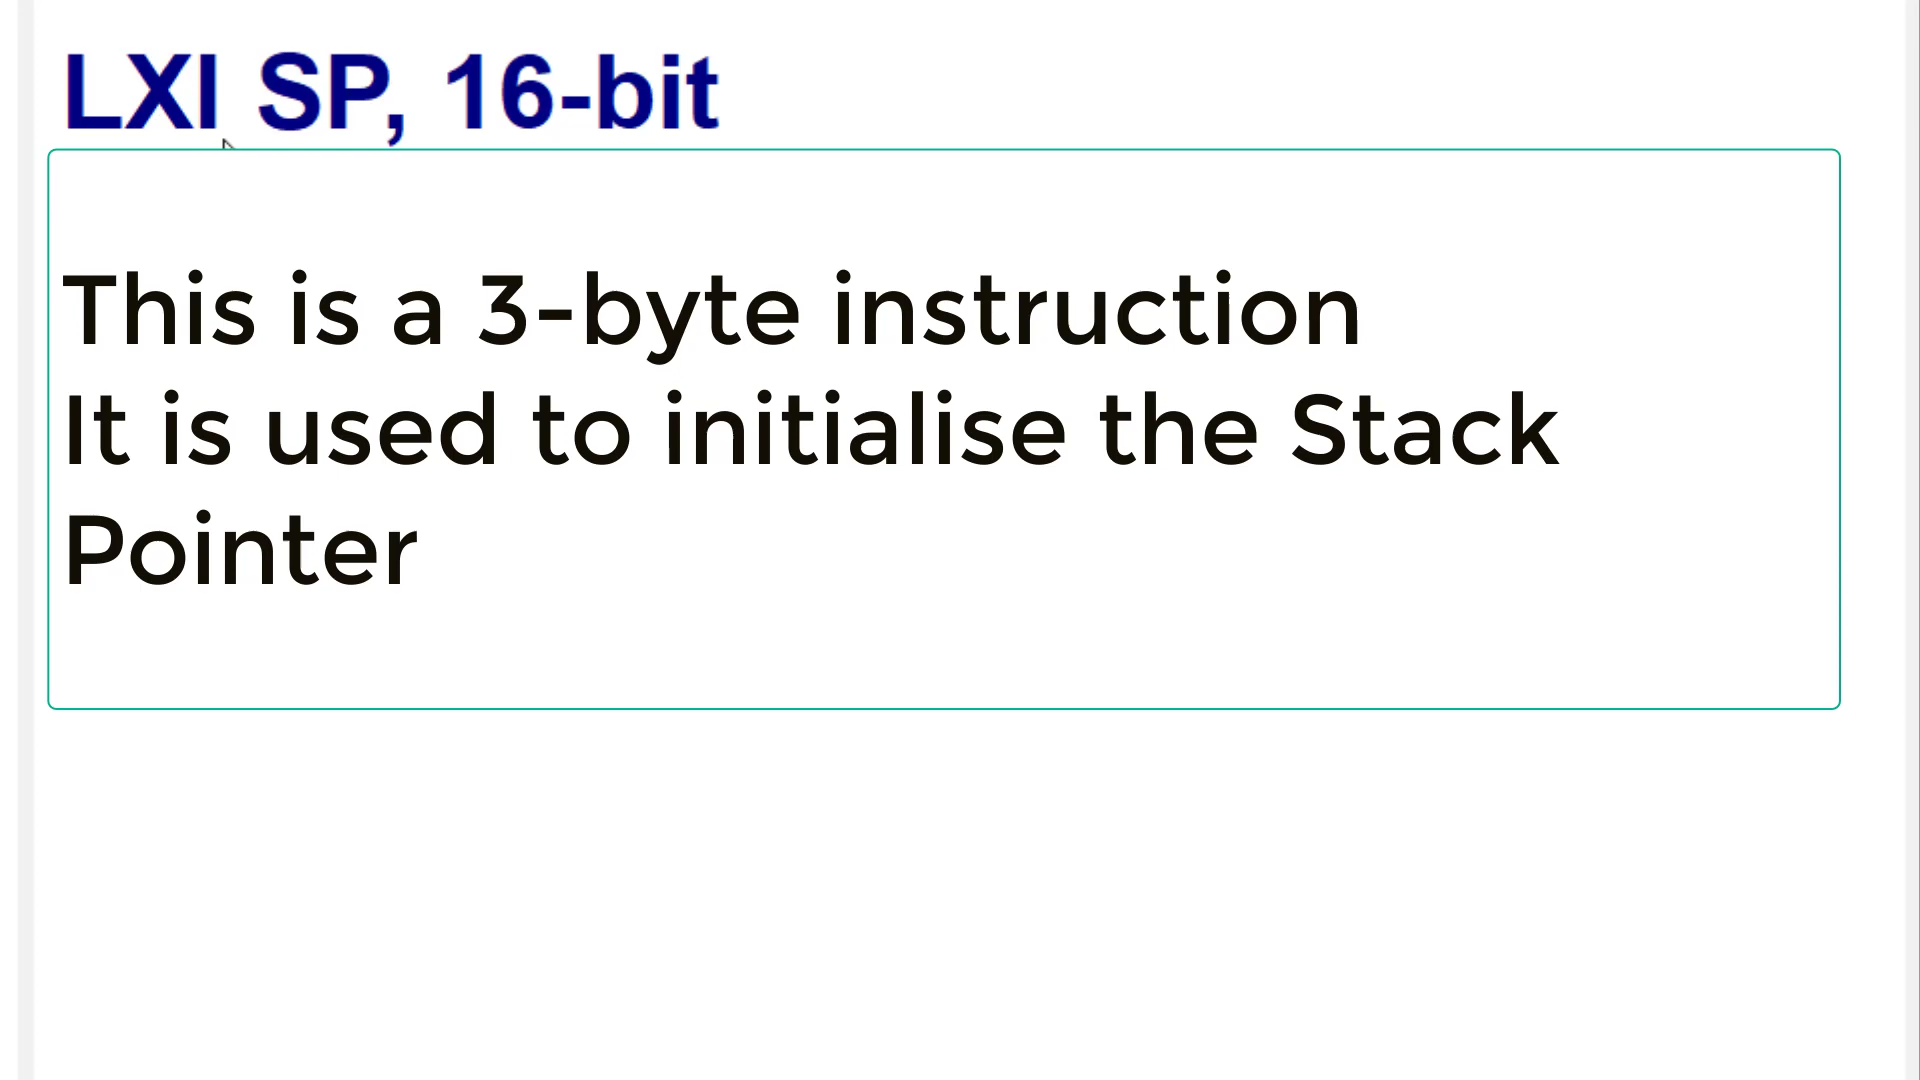 LXI SP, 16-bit
This is a 3-byte instruction
It is used to initialise the Stack
Pointer